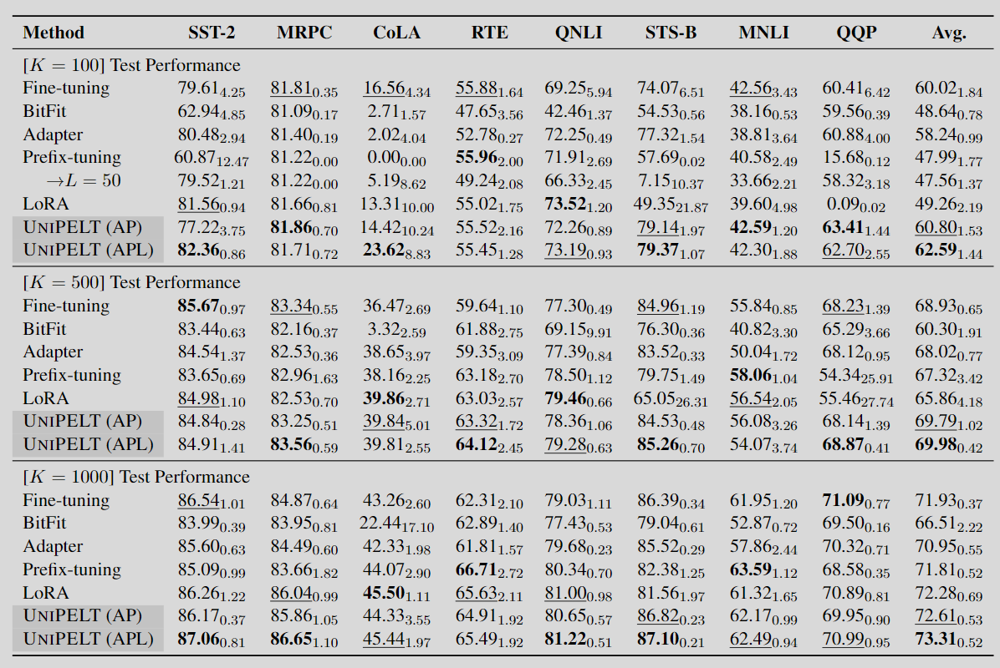 Method SST-2 MRPC CoLA RTE QNLI STS-B MNLI QQP Avg.
[K = 100] Test Performance
Fine-tuning 79.61 4.25 81.81 0.35 16.56 4.34 55.88 1.64 69.25 5.94 74.07 6.51 42.56 3.43 60.41 6.42 60.02 1.84
BitFit 62.94 4.85 81.09 0.17 2.71 1.57 47.65 3.56 42.46 1.37 54.53 0.56 38.16 0.53 59.56 0.39 48.64 0.78
Adapter 80.48 2.94 81.40 0.19 2.02 4.04 52.78 0.27 72.25 0.49 77.32 1.54 38.81 3.64 60.88 4.00 58.24 0.99
Prefix-tuning 60.87 12.47 81.22 0.00 0.00 0.00 55.96 2.00 71.91 2.69 57.69 0.02 40.58 2.49 15.68 0.12 47.99 1.77
→L = 50 79.52 1.21 81.22 0.00 5.19 8.62 49.24 2.08 66.33 2.45 7.15 10.37 33.66 2.21 58.32 3.18 47.56 1.37
LoRA 81.56 0.94 81.66 0.81 13.31 10.00 55.02 1.75 73.52 1.20 49.35 21.87 39.60 4.98 0.09 0.02 49.26 2.19
UNIPELT (AP) 77.22 3.75 81.86 0.70 14.42 10.24 55.52 2.16 72.26 0.89 79.14 1.97 42.59 1.20 63.41 1.44 60.80 1.53
UNIPELT (APL) 82.36 0.86 81.71 0.72 23.62 8.83 55.45 1.28 73.19 0.93 79.37 1.07 42.30 1.88 62.70 2.55 62.59 1.44
[K = 500] Test Performance
Fine-tuning 85.67 0.97 83.34 0.55 36.47 2.69 59.64 1.10 77.30 0.49 84.96 1.19 55.84 0.85 68.23 1.39 68.93 0.65
BitFit 83.44 0.63 82.16 0.37 3.32 2.59 61.88 2.75 69.15 9.91 76.30 0.36 40.82 3.30 65.29 3.66 60.30 1.91
Adapter 84.54 1.37 82.53 0.36 38.65 3.97 59.35 3.09 77.39 0.84 83.52 0.33 50.04 1.72 68.12 0.95 68.02 0.77
Prefix-tuning 83.65 0.69 82.96 1.63 38.16 2.25 63.18 2.70 78.50 1.12 79.75 1.49 58.06 1.04 54.34 25.91 67.32 3.42
LoRA 84.98 1.10 82.53 0.70 39.86 2.71 63.03 2.57 79.46 0.66 65.05 26.31 56.54 2.05 55.46 27.74 65.86 4.18
UNIPELT (AP) 84.84 0.28 83.25 0.51 39.84 5.01 63.32 1.72 78.36 1.06 84.53 0.48 56.08 3.26 68.14 1.39 69.79 1.02
UNIPELT (APL) 84.91 1.41 83.56 0.59 39.81 2.55 64.12 2.45 79.28 0.63 85.26 0.70 54.07 3.74 68.87 0.41 69.98 0.42
[K = 1000] Test Performance
Fine-tuning 86.54 1.01 84.87 0.64 43.26 2.60 62.31 2.10 79.03 1.11 86.39 0.34 61.95 1.20 71.09 0.77 71.93 0.37
BitFit 83.99 0.39 83.95 0.81 22.44 17.10 62.89 1.40 77.43 0.53 79.04 0.61 52.87 0.72 69.50 0.16 66.51 2.22
Adapter 85.60 0.63 84.49 0.60 42.33 1.98 61.81 1.57 79.68 0.23 85.52 0.29 57.86 2.44 70.32 0.71 70.95 0.55
Prefix-tuning 85.09 0.99 83.66 1.82 44.07 2.90 66.71 2.72 80.34 0.70 82.38 1.25 63.59 1.12 68.58 0.35 71.81 0.52
LoRA 86.26 1.22 86.04 0.99 45.50 1.11 65.63 2.11 81.00 0.98 81.56 1.97 61.32 1.65 70.89 0.81 72.28 0.69
UNIPELT (AP) 86.17 0.37 85.86 1.05 44.33 3.55 64.91 1.92 80.65 0.57 86.82 0.23 62.17 0.99 69.95 0.90 72.61 0.53
UNIPELT (APL) 87.06 0.81 86.65 1.10 45.44 1.97 65.49 1.92 81.22 0.51 87.10 0.21 62.49 0.94 70.99 0.95 73.31 0.52